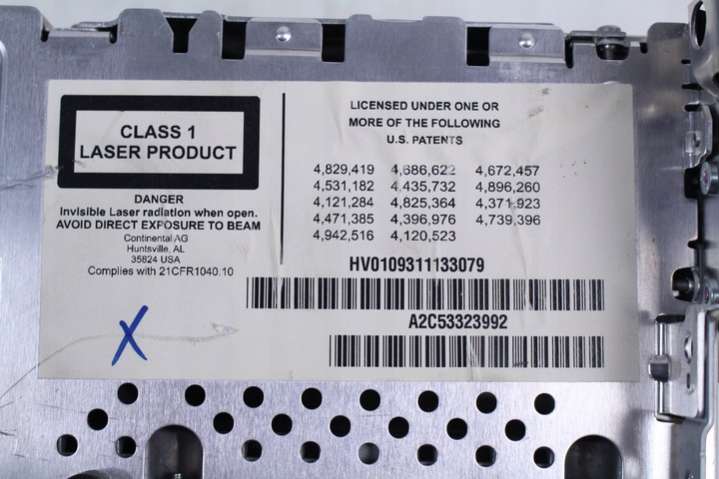 CLASS 1
LASER PRODUCT
DANGER
Invisible Laser radiation when open.
AVOID DIRECT EXPOSURE TO BEAM
Continental AG
Huntsville, AL
35824 USA
Complies with 21CFR1040.10
X
LICENSED UNDER ONE OR
MORE OF THE FOLLOWING
U.S. PATENTS
4,829,419 4,686,622 4,672,457
4,531,182 4,435,732 4,896,260
4,121,284 4,825,364 4,371,923
4,471,385 4,396,976 4,739,396
4,942,516 4,120,523
HV0109311133079
A2C53323992